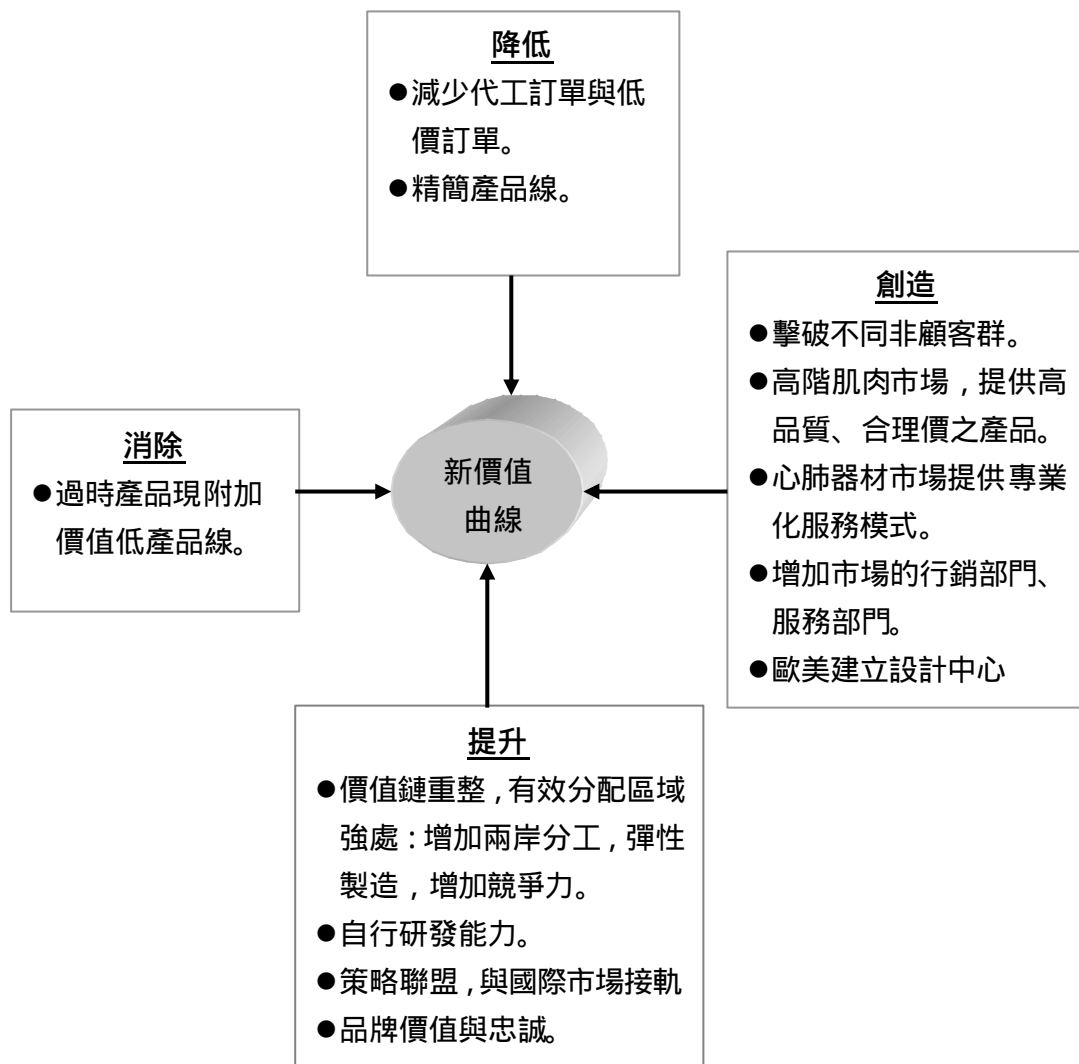 降低
●減少代工訂單與低
價訂單。
●精簡產品線。
創造
●擊破不同非顧客群。
●高階肌肉市場，提供高
品質、合理價之產品。
●心肺器材市場提供專業
化服務模式。
●增加市場的行銷部門、
服務部門。
●歐美建立設計中心
消除
●過時產品現附加
價值低產品線。
新價值
曲線
提升
●價值鏈重整，有效分配區域
強處：增加兩岸分工，彈性
製造，增加競爭力。
●自行研發能力。
●策略聯盟，與國際市場接軌
●品牌價值與忠誠。